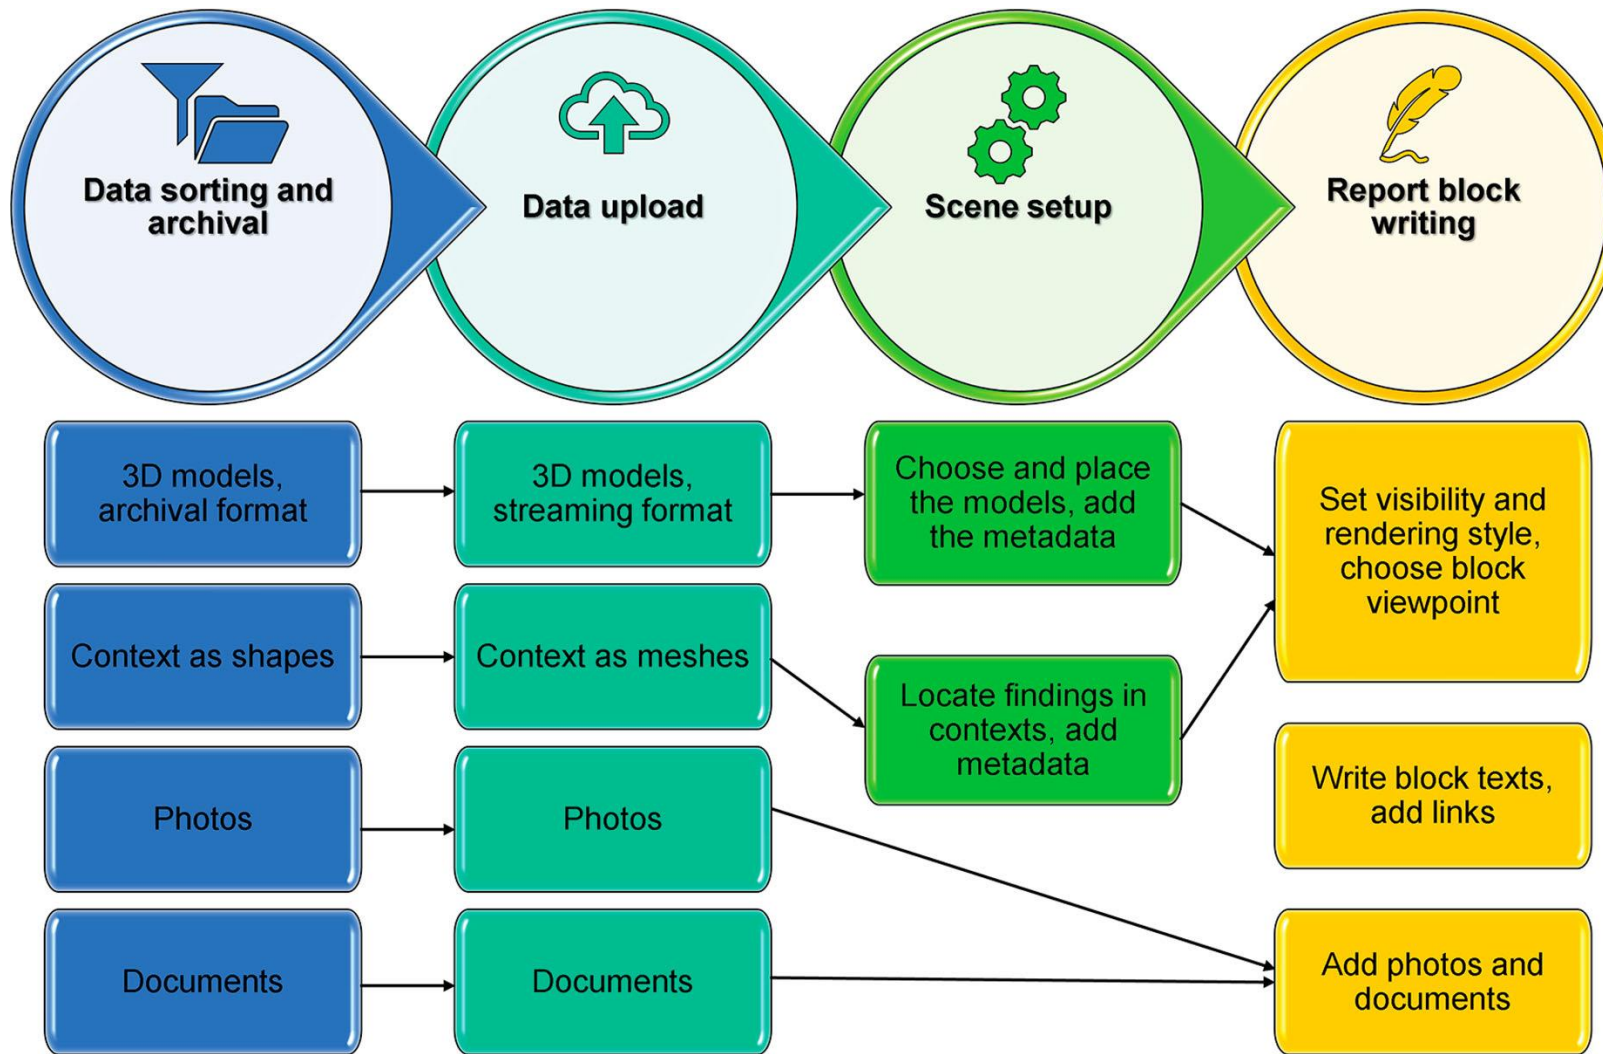 Data sorting and
archival
Data upload
Scene setup
Report block
writing
3D models,
archival format
3D models,
streaming format
Choose and place
the models, add
the metadata
Set visibility and
rendering style,
choose block
viewpoint
Context as shapes
Context as meshes
Locate findings in
contexts, add
metadata
Write block texts,
add links
Photos
Photos
Documents
Documents
Add photos and
documents